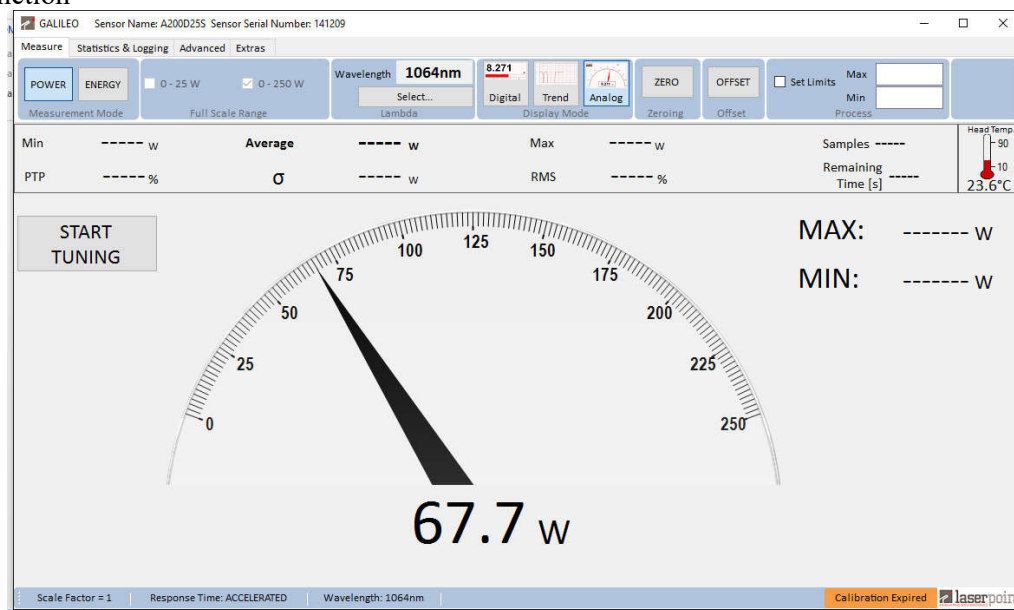 nction
GALILEO Sensor Name: A200D25S Sensor Serial Number: 141209
Measure Statistics & Logging Advanced Extras
POWER ENERGY 0 - 25 W 0 - 250 W Wavelength 1064nm 8.271 ZERO OFFSET Set Limits Max
Select... Digital Trend Analog Min
Measurement Mode Full Scale Range Lambda Display Mode Zeroing Offset Process
Min ----- W Average ----- W Max ----- W Samples ----- Head Temp.
90
PTP ----- % σ ----- W RMS ----- % Remaining Time [s] ----- 10
23.6°C
START
TUNING
MAX: ------- W
MIN: ------- W
0 25 50 75 100 125 150 175 200 225 250
67.7 W
Scale Factor = 1 Response Time: ACCELERATED Wavelength: 1064nm Calibration Expired laserpoin